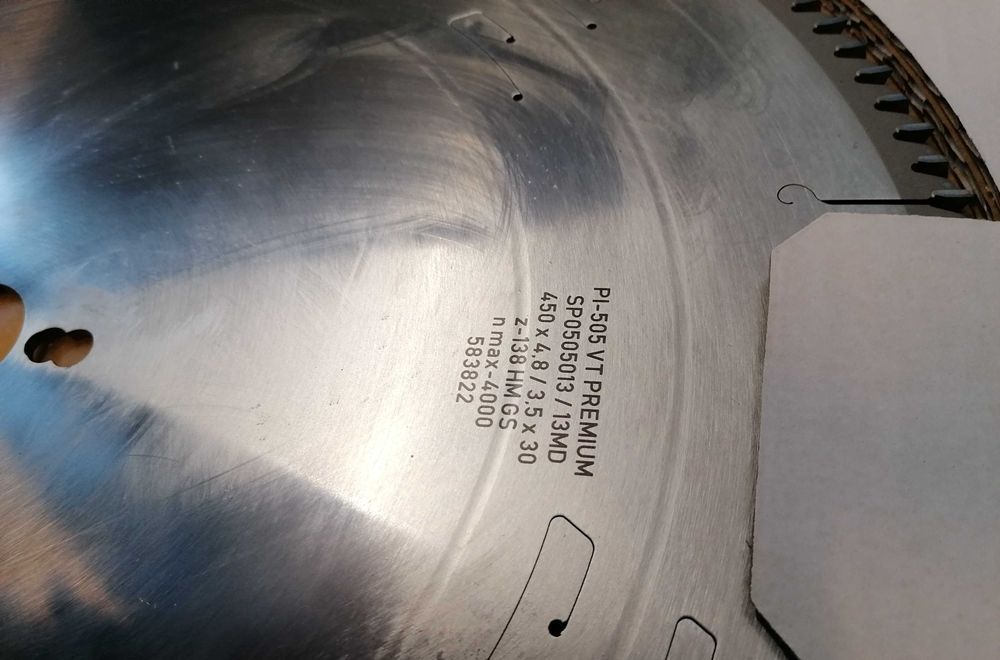 PI-505 VT PREMIUM
SP0505013 / 13MD
450 x 4,8 / 3,5 x 30
z-138 HM GS
n max-4000
583822